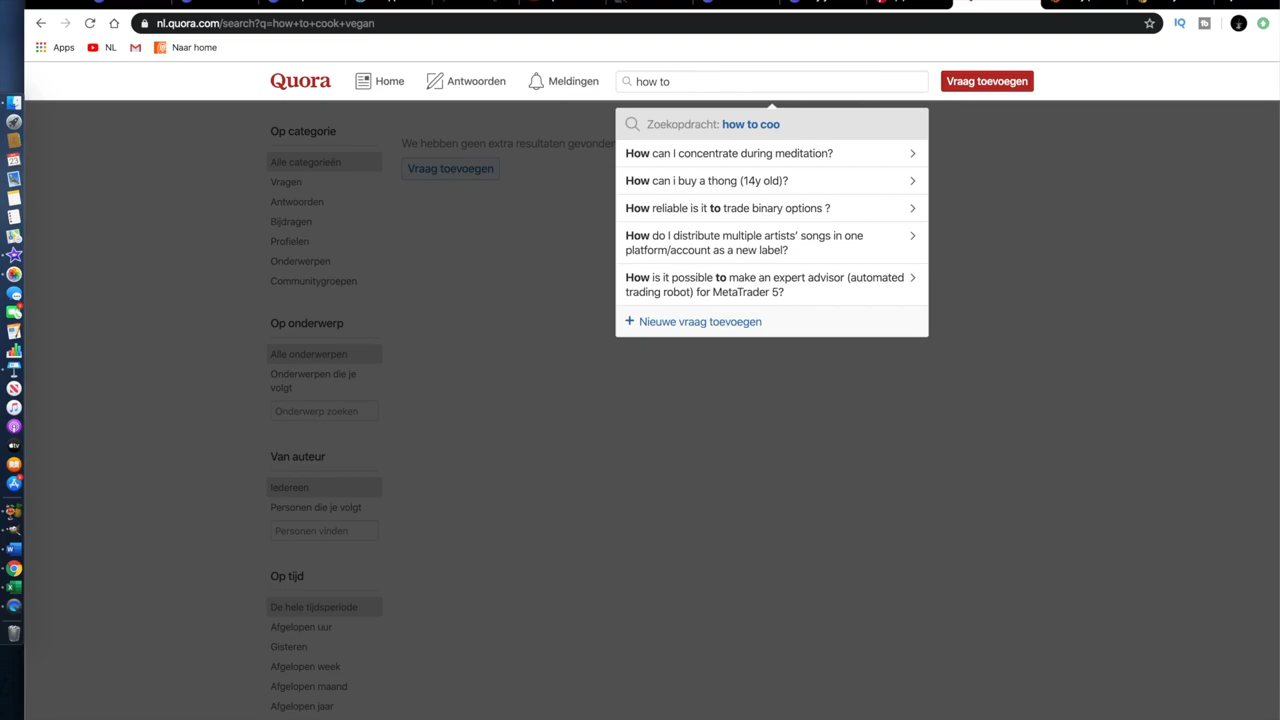 nl.quora.com/search?q=how+to+cook+vegan
IQ
Apps
NL
Naar home
Quora
Home
Antwoorden
Meldingen
how to
Vraag toevoegen
Zoekopdracht: how to coo
How can I concentrate during meditation?
How can i buy a thong (14y old)?
How reliable is it to trade binary options ?
How do I distribute multiple artists' songs in one
platform/account as a new label?
How is it possible to make an expert advisor (automated
trading robot) for MetaTrader 5?
+ Nieuwe vraag toevoegen
We hebben geen extra resultaten gevonden
Vraag toevoegen
Op categorie
Alle categorieën
Vragen
Antwoorden
Bijdragen
Profielen
Onderwerpen
Communitygroepen
Op onderwerp
Alle onderwerpen
Onderwerpen die je
volgt
Onderwerp zoeken
Van auteur
Iedereen
Personen die je volgt
Personen vinden
Op tijd
De hele tijdsperiode
Afgelopen uur
Gisteren
Afgelopen week
Afgelopen maand
Afgelopen jaar